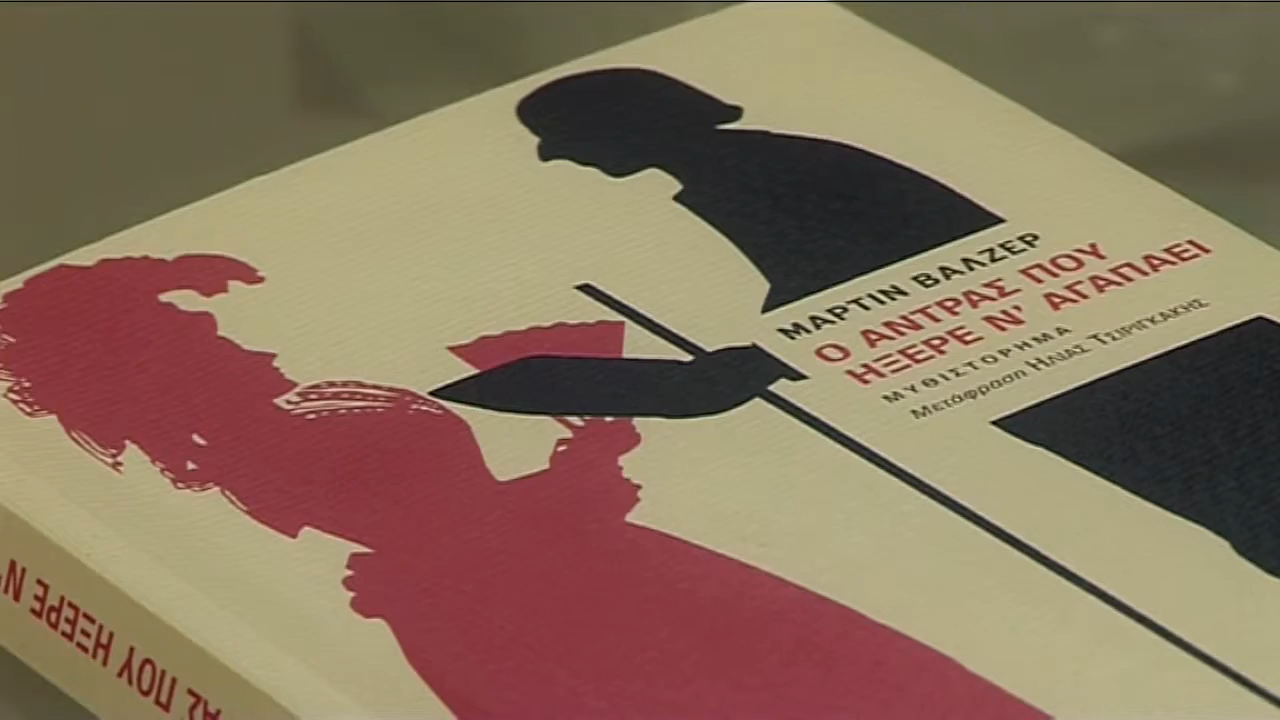 ΜΑΡΤΙΝ ΒΑΛΖΕΡ
Ο ΑΝΤΡΑΣ ΠΟΥ
ΗΞΕΡΕ Ν' ΑΓΑΠΑΕΙ
ΜΥΘΙΣΤΟΡΗΜΑ
Μετάφραση ΗΛΙΑΣ ΤΣΙΡΙΓΚΑΚΗΣ
ΑΣ ΠΟΥ ΗΞΕΡΕ Ν'